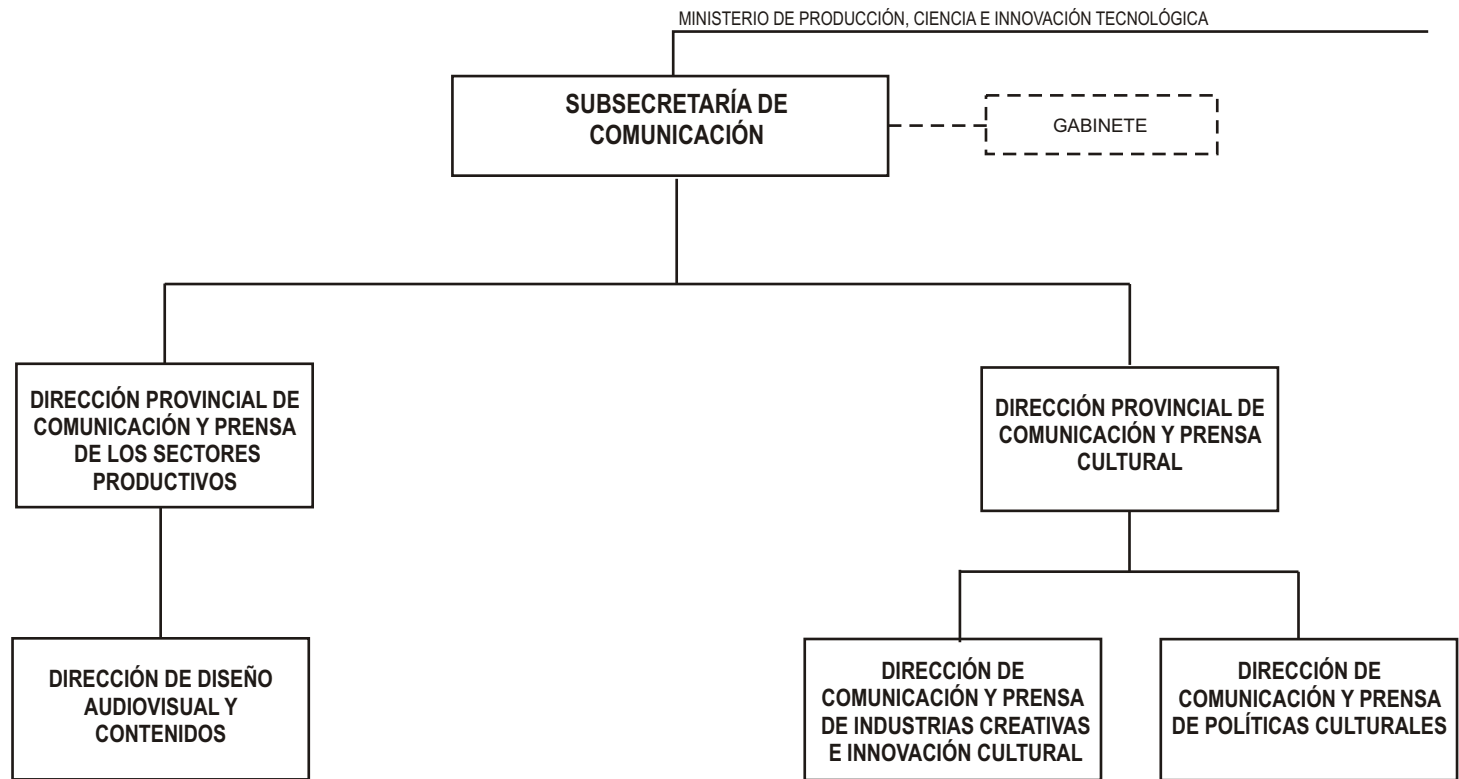 MINISTERIO DE PRODUCCIÓN, CIENCIA E INNOVACIÓN TECNOLÓGICA
SUBSECRETARÍA DE
COMUNICACIÓN
GABINETE
DIRECCIÓN PROVINCIAL DE
COMUNICACIÓN Y PRENSA
DE LOS SECTORES
PRODUCTIVOS
DIRECCIÓN PROVINCIAL DE
COMUNICACIÓN Y PRENSA
CULTURAL
DIRECCIÓN DE DISEÑO
AUDIOVISUAL Y
CONTENIDOS
DIRECCIÓN DE
COMUNICACIÓN Y PRENSA
DE INDUSTRIAS CREATIVAS
E INNOVACIÓN CULTURAL
DIRECCIÓN DE
COMUNICACIÓN Y PRENSA
DE POLÍTICAS CULTURALES